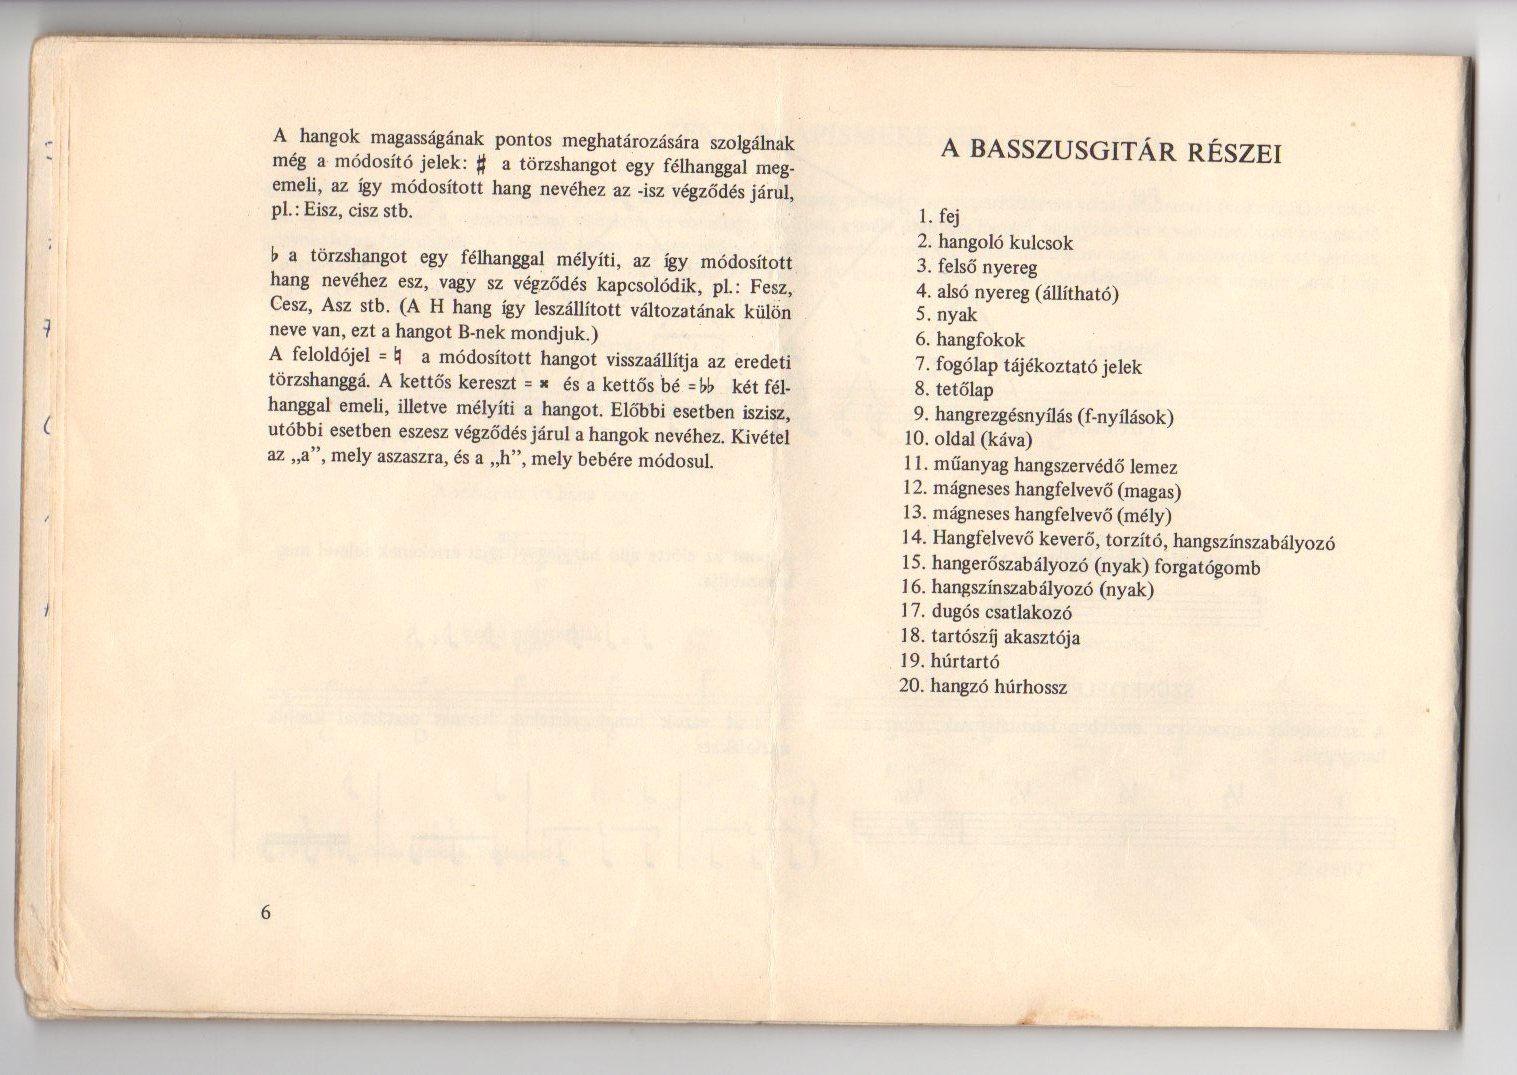 A hangok magasságának pontos meghatározására szolgálnak
még a módosító jelek: ♯ a törzshangot egy félhanggal meg-
emeli, az így módosított hang nevéhez az -isz végződés járul,
pl.: Eisz, cisz stb.
♭ a törzshangot egy félhanggal mélyíti, az így módosított
hang nevéhez esz, vagy sz végződés kapcsolódik, pl.: Fesz,
Cesz, Asz stb. (A H hang így leszállított változatának külön
neve van, ezt a hangot B-nek mondjuk.)
A feloldójel = ♮ a módosított hangot visszaállítja az eredeti
törzshanggá. A kettős kereszt = 𝄪 és a kettős bé = ♭♭ két fél-
hanggal emeli, illetve mélyíti a hangot. Előbbi esetben iszisz,
utóbbi esetben eszesz végződés járul a hangok nevéhez. Kivétel
az „a”, mely aszaszra, és a „h”, mely bebére módosul.
6
A BASSZUSGITÁR RÉSZEI
1. fej
2. hangoló kulcsok
3. felső nyereg
4. alsó nyereg (állítható)
5. nyak
6. hangfokok
7. fogólap tájékoztató jelek
8. tetőlap
9. hangrezgésnyílás (f-nyílások)
10. oldal (káva)
11. műanyag hangszervédő lemez
12. mágneses hangfelvevő (magas)
13. mágneses hangfelvevő (mély)
14. Hangfelvevő keverő, torzító, hangszínszabályozó
15. hangerőszabályozó (nyak) forgatógomb
16. hangszínszabályozó (nyak)
17. dugós csatlakozó
18. tartószíj akasztója
19. húrtartó
20. hangzó húrhossz